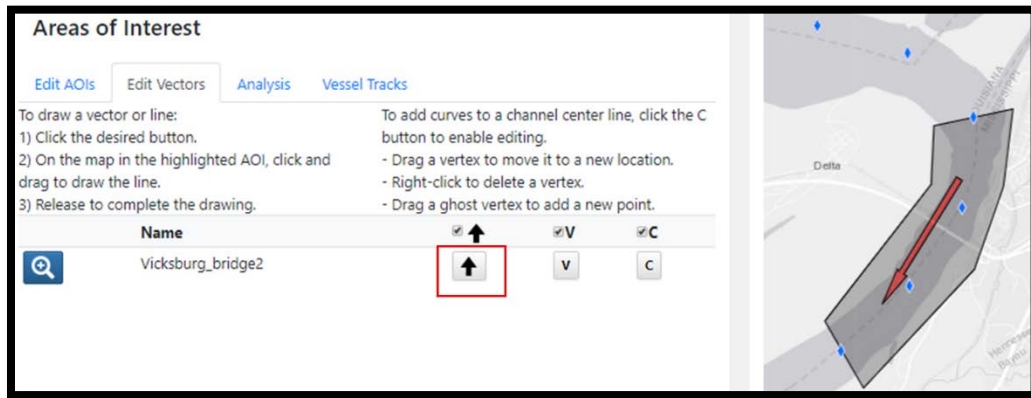 Areas of Interest
Edit AOIs Edit Vectors Analysis Vessel Tracks
To draw a vector or line:
1) Click the desired button.
2) On the map in the highlighted AOI, click and
drag to draw the line.
3) Release to complete the drawing.
To add curves to a channel center line, click the C
button to enable editing.
- Drag a vertex to move it to a new location.
- Right-click to delete a vertex.
- Drag a ghost vertex to add a new point.
Name V C
Vicksburg_bridge2 V C
Delta
LOUISIANA
MISSISSIPPI
Hennessey
Bayou